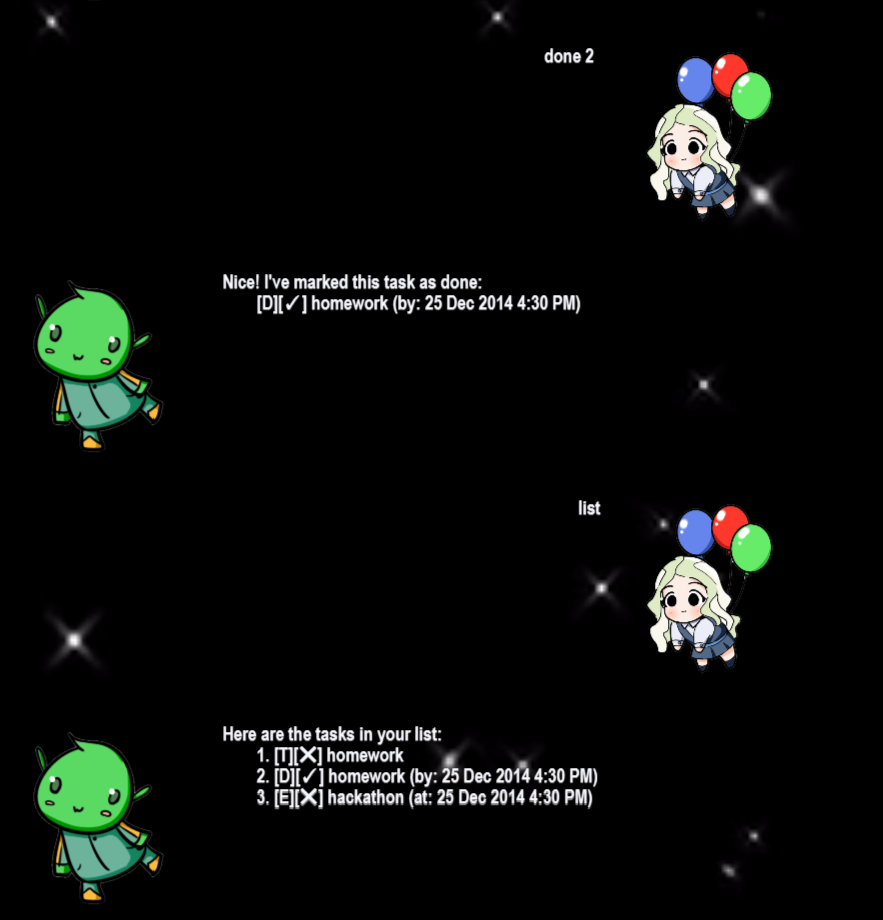 done 2
Nice! I've marked this task as done:
[D][✓] homework (by: 25 Dec 2014 4:30 PM)
list
Here are the tasks in your list:
1. [T][✗] homework
2. [D][✓] homework (by: 25 Dec 2014 4:30 PM)
3. [E][✗] hackathon (at: 25 Dec 2014 4:30 PM)